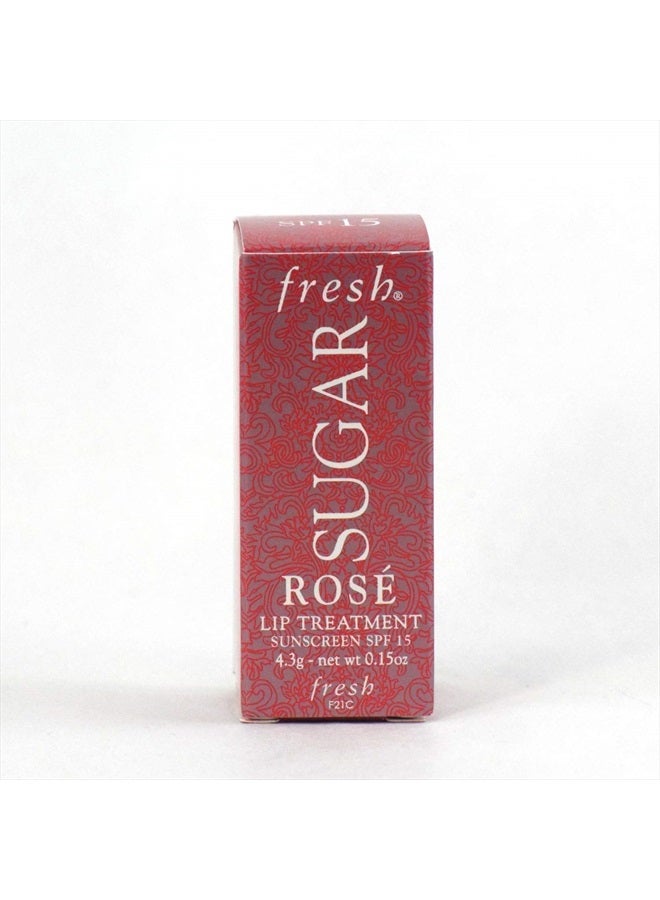 SPF 15
fresh®
SUGAR
ROSÉ
LIP TREATMENT
SUNSCREEN SPF 15
4.3g - net wt 0.15oz
fresh
F21C